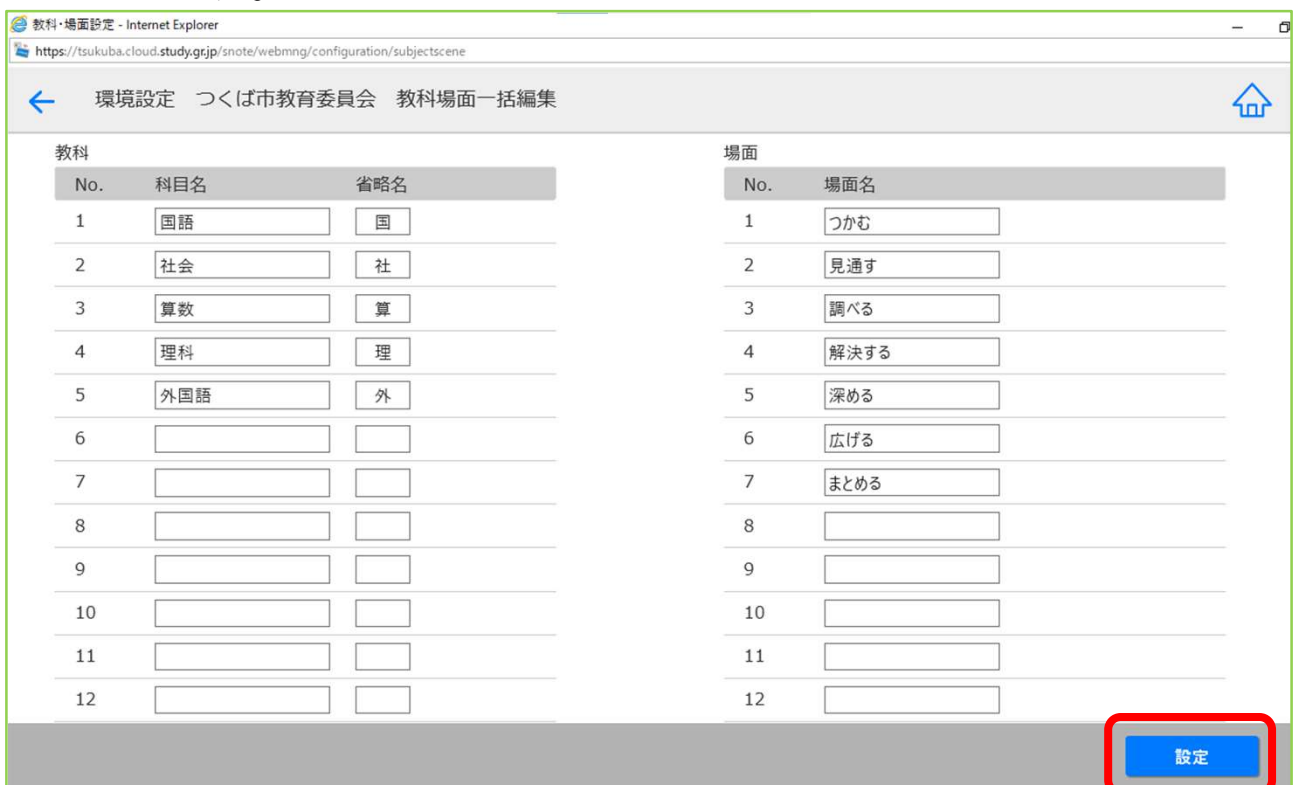 教科・場面設定 - Internet Explorer
https://tsukuba.cloud.study.gr.jp/snote/webmng/configuration/subjectscene
環境設定　つくば市教育委員会　教科場面一括編集
教科
No.　科目名　省略名
1　国語　国
2　社会　社
3　算数　算
4　理科　理
5　外国語　外
6
7
8
9
10
11
12
場面
No.　場面名
1　つかむ
2　見通す
3　調べる
4　解決する
5　深める
6　広げる
7　まとめる
8
9
10
11
12
設定